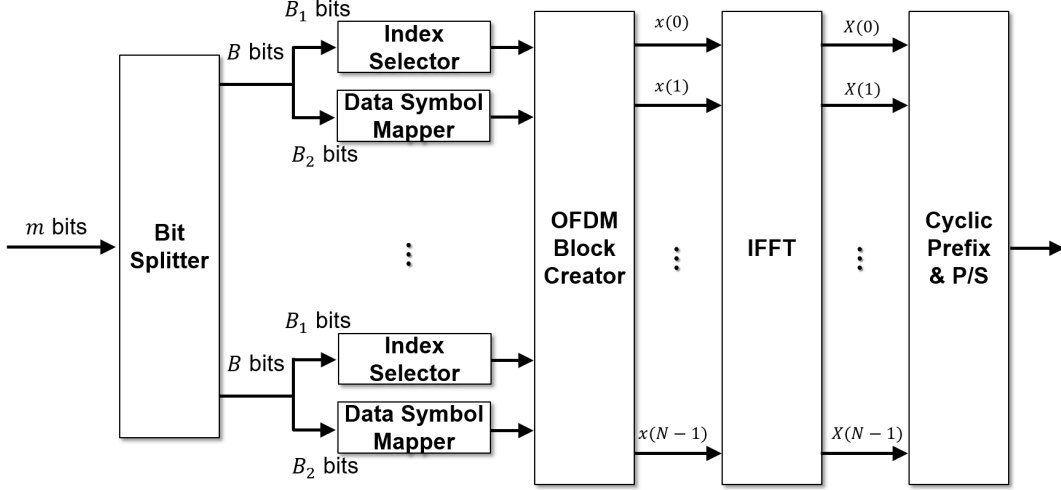 m bits
Bit
Splitter
B bits
B₁ bits
Index
Selector
Data Symbol
Mapper
B₂ bits
⋮
B bits
B₁ bits
Index
Selector
Data Symbol
Mapper
B₂ bits
OFDM
Block
Creator
x(0)
x(1)
⋮
x(N − 1)
IFFT
X(0)
X(1)
⋮
X(N − 1)
Cyclic
Prefix
& P/S